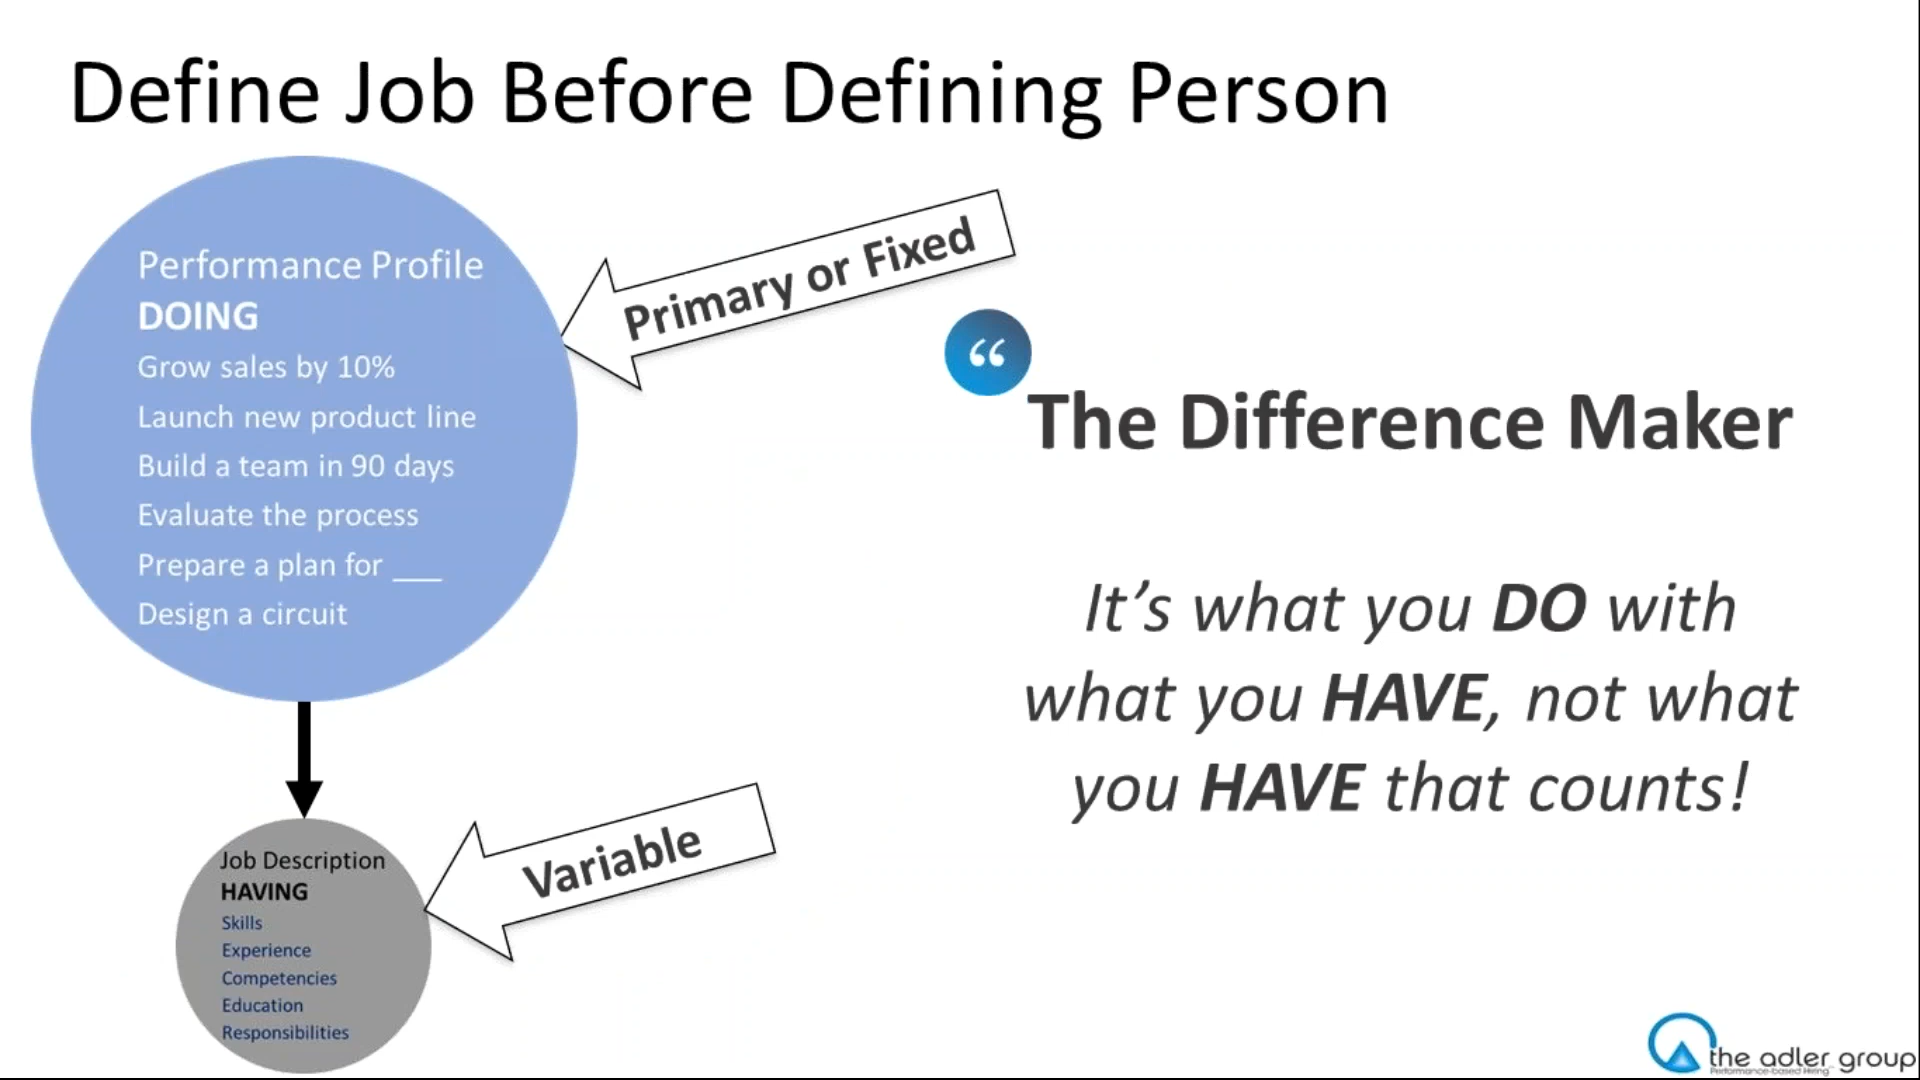 Define Job Before Defining Person
Performance Profile
DOING
Grow sales by 10%
Launch new product line
Build a team in 90 days
Evaluate the process
Prepare a plan for ___
Design a circuit
Primary or Fixed
“
The Difference Maker
It’s what you DO with
what you HAVE, not what
you HAVE that counts!
Job Description
HAVING
Skills
Experience
Competencies
Education
Responsibilities
Variable
the adler group
Performance-based Hiring